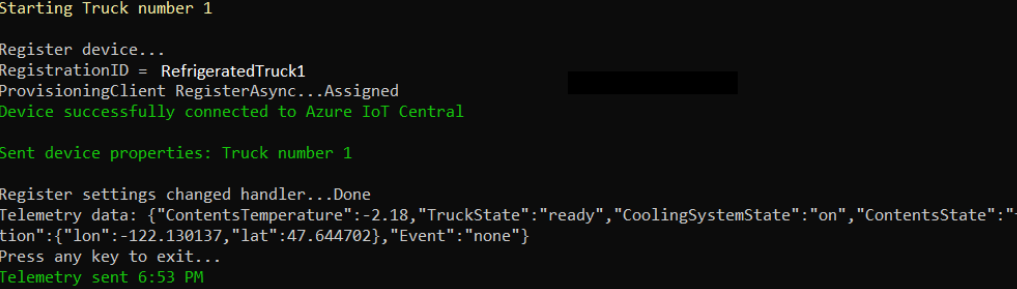 Starting Truck number 1
Register device...
RegistrationID = RefrigeratedTruck1
ProvisioningClient RegisterAsync...Assigned
Device successfully connected to Azure IoT Central
Sent device properties: Truck number 1
Register settings changed handler...Done
Telemetry data: {"ContentsTemperature":-2.18,"TruckState":"ready","CoolingSystemState":"on","ContentsState":"
tion":{"lon":-122.130137,"lat":47.644702},"Event":"none"}
Press any key to exit...
Telemetry sent 6:53 PM